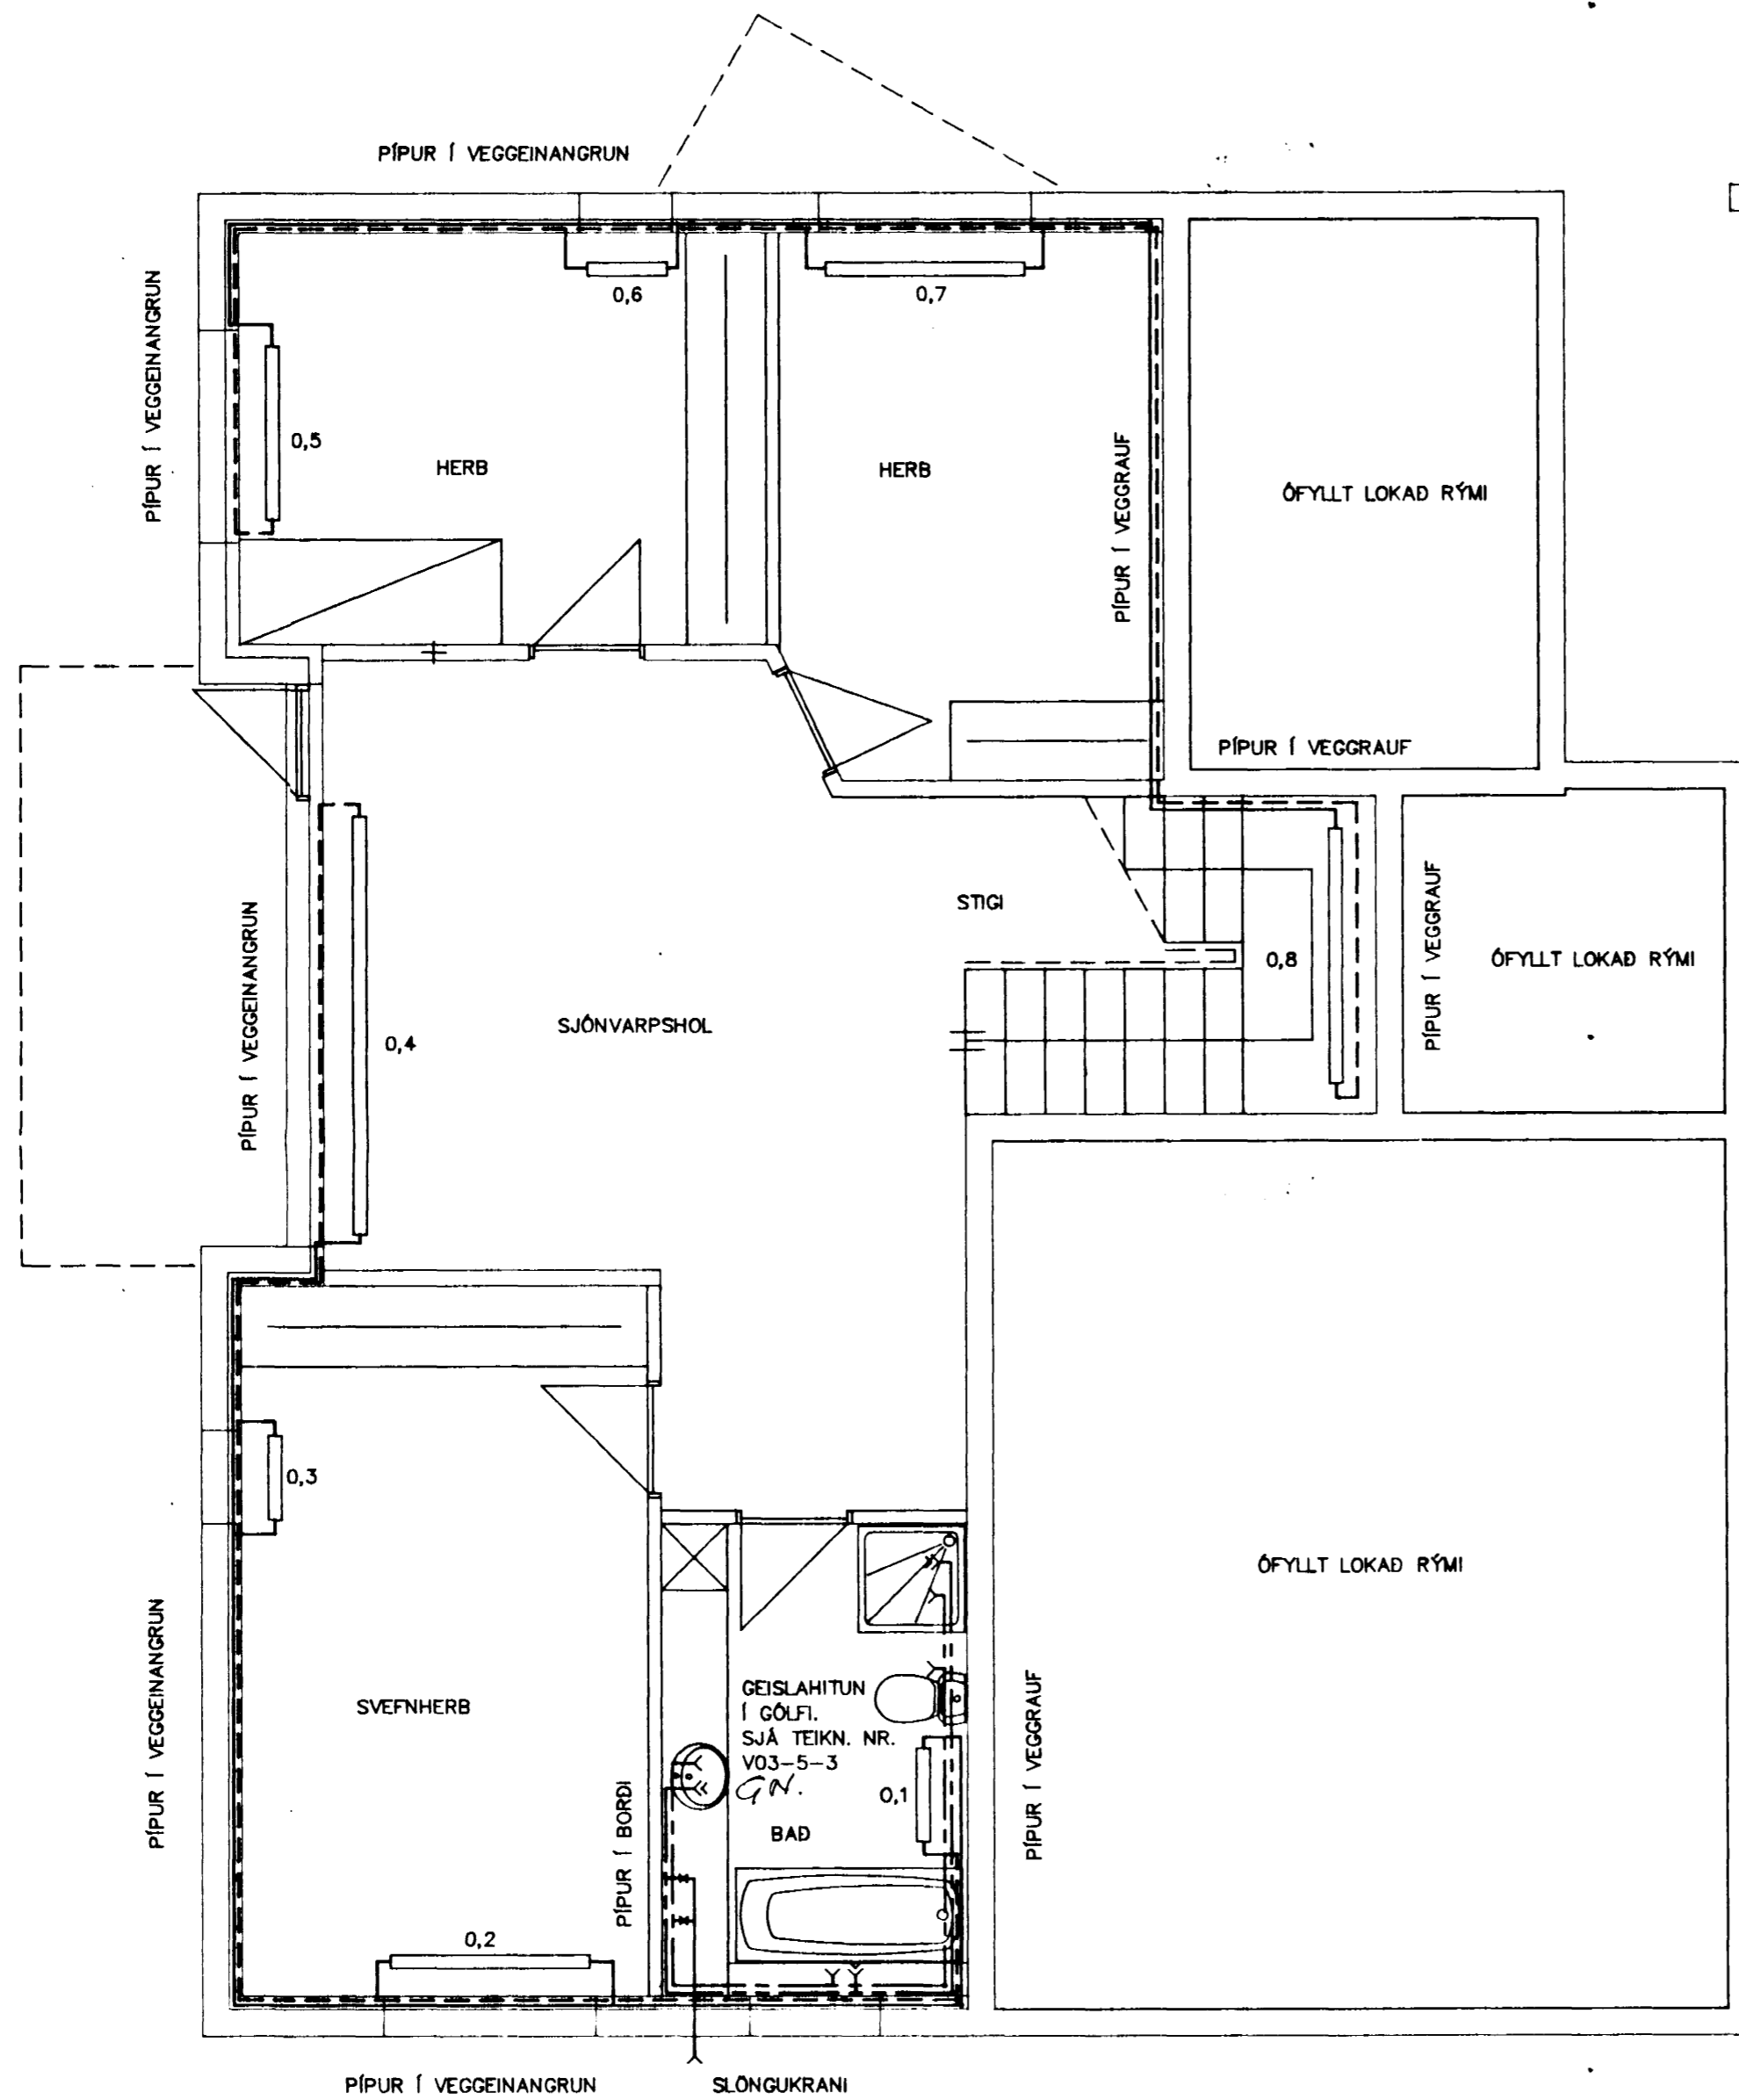 PÍPUR Í VEGGEINANGRUN
PÍPUR Í VEGGEINANGRUN
0,6
0,7
0,5
HERB
HERB
PÍPUR Í VEGGRAUF
ÓFYLLT LOKAÐ RÝMI
PÍPUR Í VEGGRAUF
STIGI
0,8
PÍPUR Í VEGGRAUF
ÓFYLLT LOKAÐ RÝMI
PÍPUR Í VEGGEINANGRUN
SJÓNVARPSHOL
0,4
0,3
ÓFYLLT LOKAÐ RÝMI
PÍPUR Í VEGGEINANGRUN
SVEFNHERB
GEISLAHITUN
Í GÓLFI.
SJÁ TEIKN. NR.
V03-5-3
GN.
0,1
BAÐ
PÍPUR Í VEGGRAUF
PÍPUR Í BORÐI
0,2
PÍPUR Í VEGGEINANGRUN
SLÖNGUKRANI